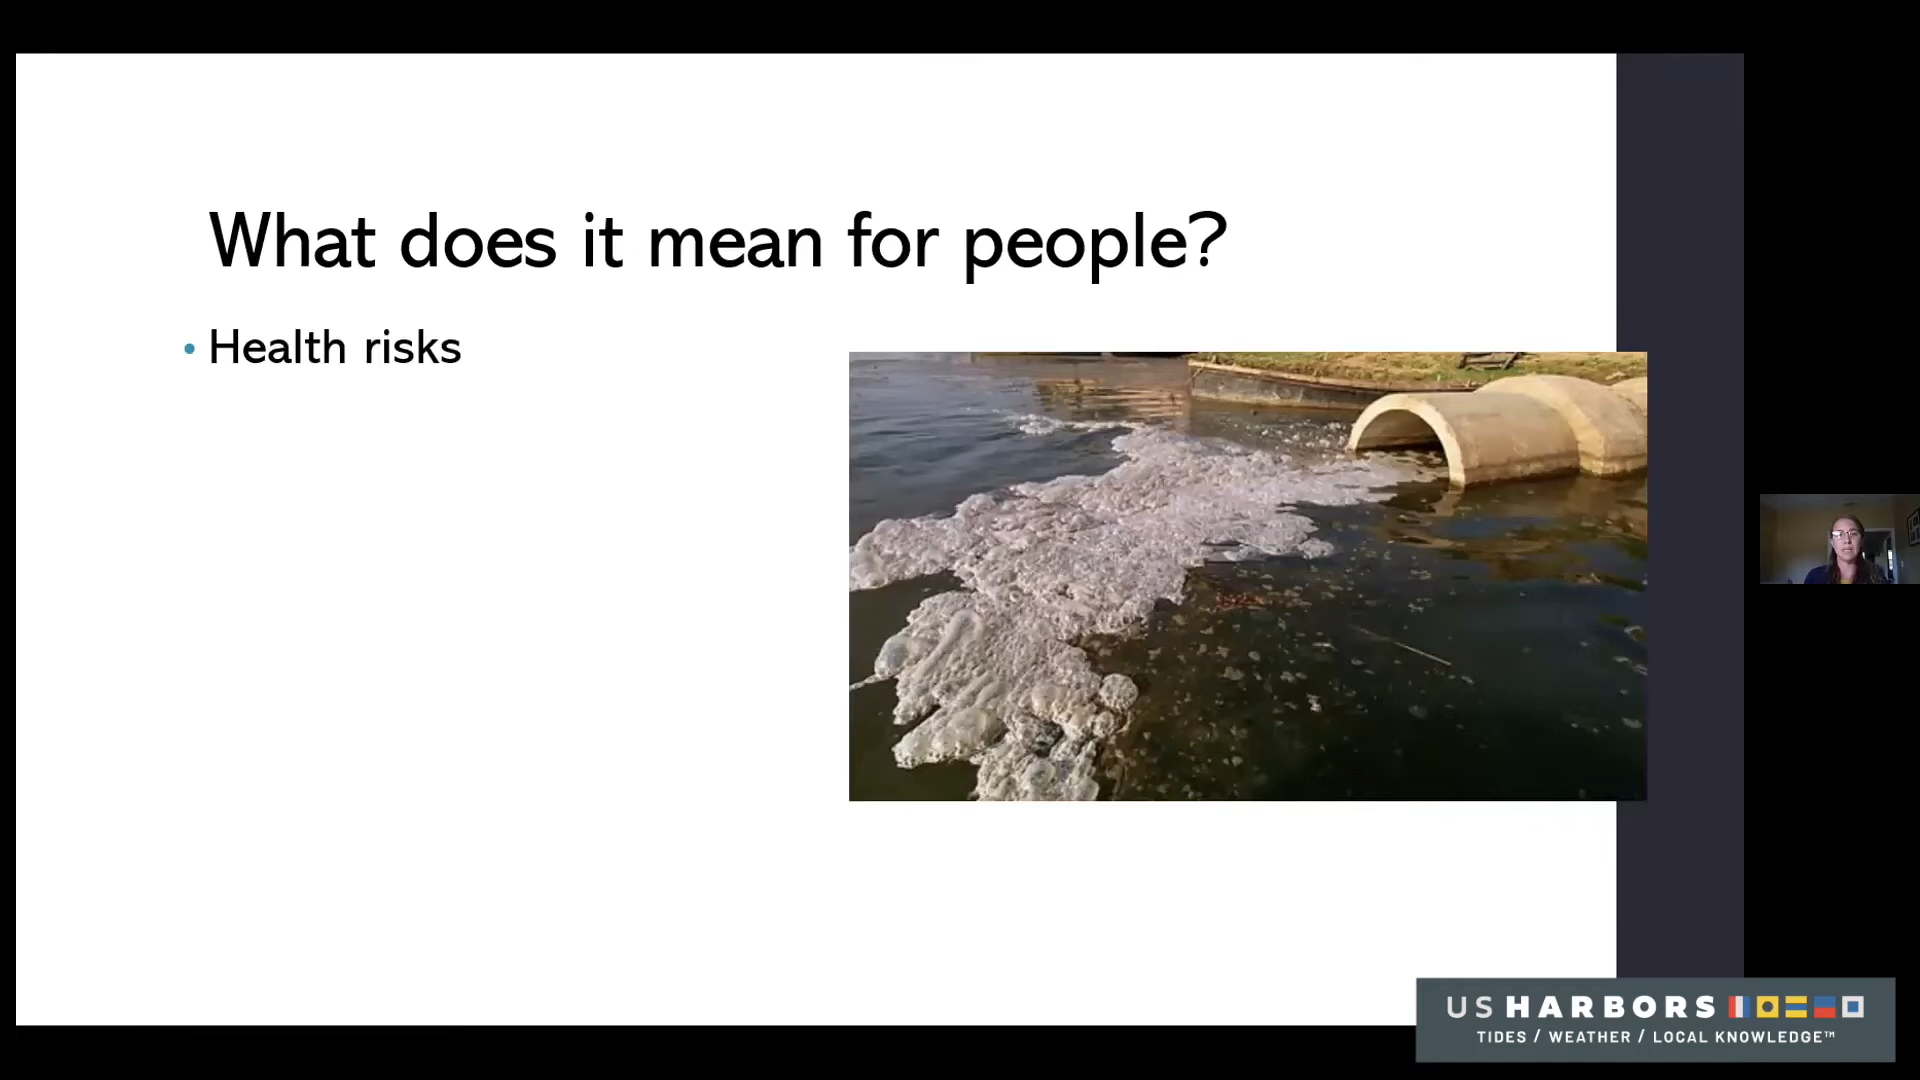 What does it mean for people?
• Health risks
US HARBORS
TIDES / WEATHER / LOCAL KNOWLEDGE™